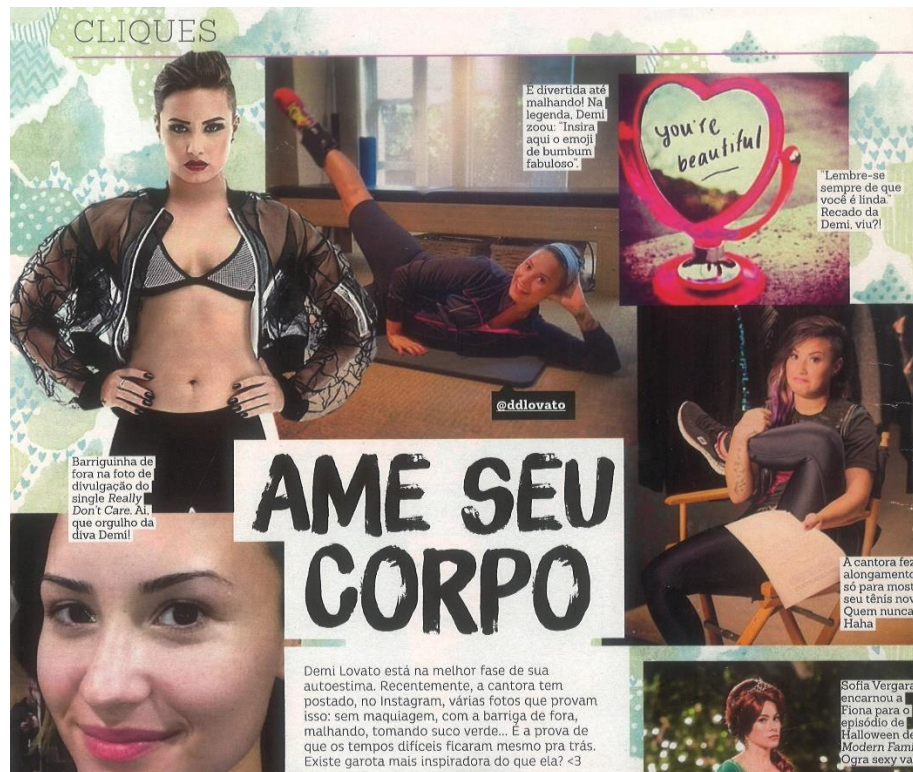 CLIQUES
É divertida até
malhando! Na
legenda, Demi
zoou: "Insira
aqui o emoji
de bumbum
fabuloso".
you're
beautiful
"Lembre-se
sempre de que
você é linda."
Recado da
Demi, viu?!
@ddlovato
Barriguinha de
fora na foto de
divulgação do
single Really
Don't Care. Ai,
que orgulho da
diva Demi!
AME SEU
CORPO
A cantora fez
alongamento
só para most
seu tênis nov
Quem nunca
Haha
Demi Lovato está na melhor fase de sua
autoestima. Recentemente, a cantora tem
postado, no Instagram, várias fotos que provam
isso: sem maquiagem, com a barriga de fora,
malhando, tomando suco verde... É a prova de
que os tempos difíceis ficaram mesmo pra trás.
Existe garota mais inspiradora do que ela? <3
Sofia Vergara
encarnou a
Fiona para o
episódio de
Halloween de
Modern Fami
Ogra sexy va